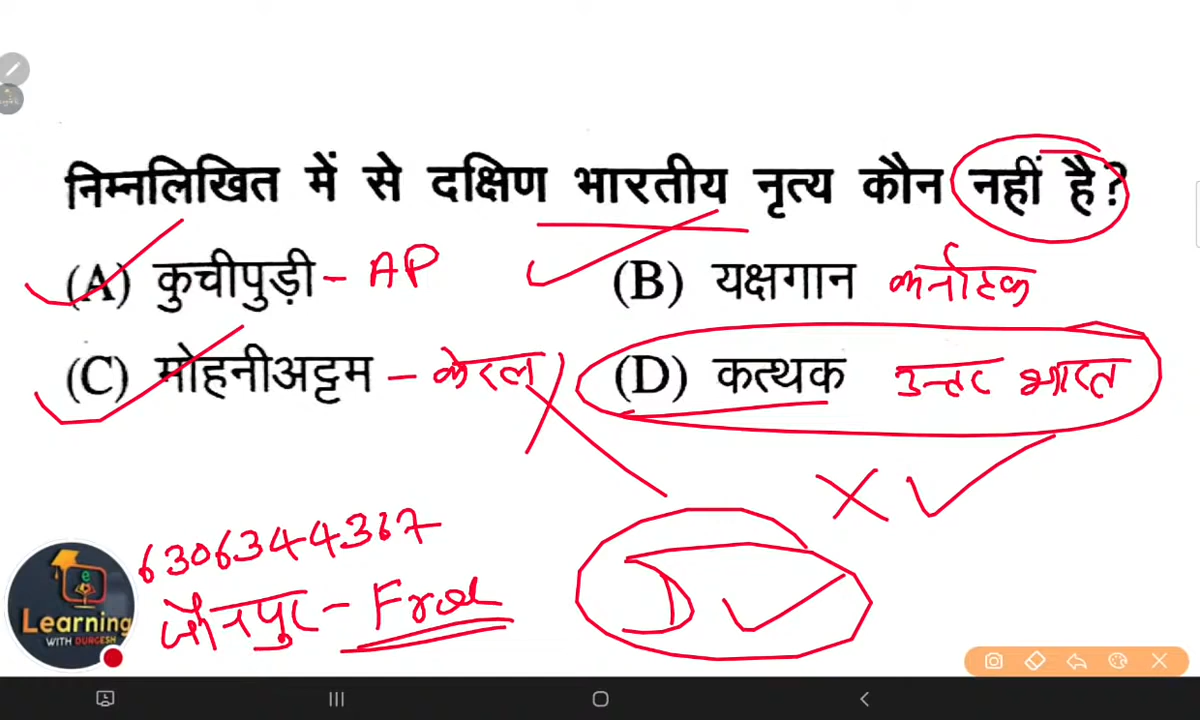 निम्नलिखित में से दक्षिण भारतीय नृत्य कौन नहीं है?
(A) कुचीपुड़ी - AP (B) यक्षगान कर्नाटक
(C) मोहनीअट्टम - केरल (D) कत्थक उत्तर भारत
D
6306344367
जौनपुर -
e
Learning
WITH DURGESH